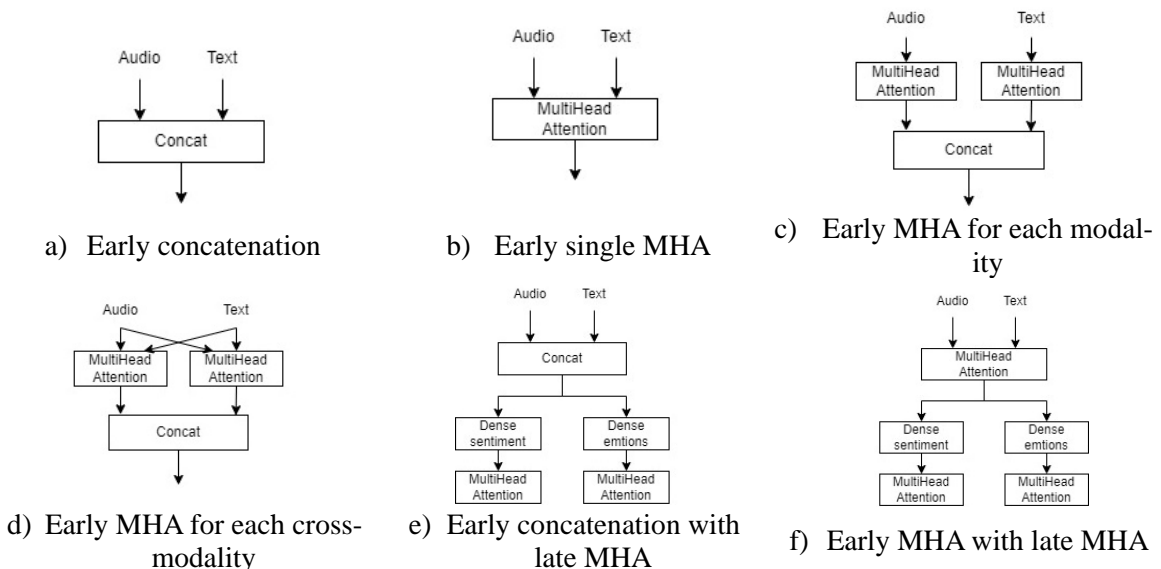 Audio Text
Concat
a) Early concatenation
Audio Text
MultiHead
Attention
b) Early single MHA
Audio Text
MultiHead
Attention
MultiHead
Attention
Concat
c) Early MHA for each modal-
ity
Audio Text
MultiHead
Attention
MultiHead
Attention
Concat
d) Early MHA for each cross-
modality
Audio Text
Concat
Dense
sentiment
Dense
emtions
MultiHead
Attention
MultiHead
Attention
e) Early concatenation with
late MHA
Audio Text
MultiHead
Attention
Dense
sentiment
Dense
emtions
MultiHead
Attention
MultiHead
Attention
f) Early MHA with late MHA